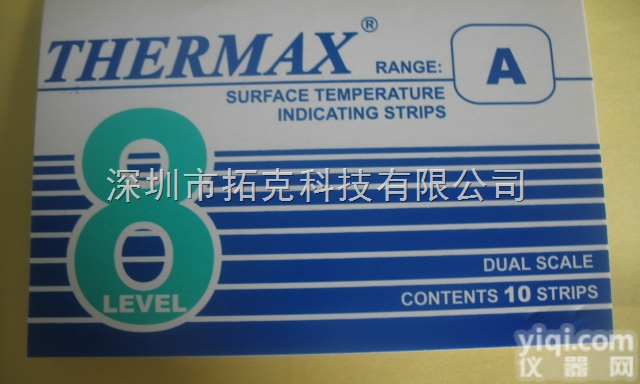 THERMAX®
RANGE: A
SURFACE TEMPERATURE
INDICATING STRIPS
8
LEVEL
深圳市拓克科技有限公司
DUAL SCALE
CONTENTS 10 STRIPS
yiqi.com
仪器网